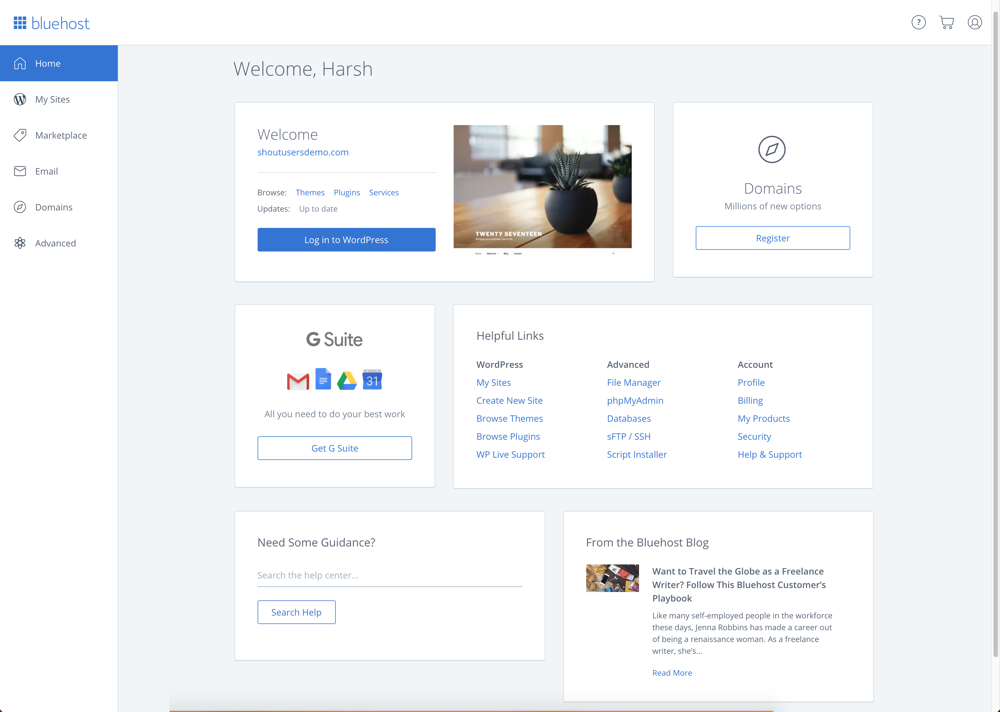 bluehost
?
Home
My Sites
Marketplace
Email
Domains
Advanced
Welcome, Harsh
Welcome
shoutusersdemo.com
Browse: Themes Plugins Services
Updates: Up to date
Log in to WordPress
TWENTY SEVENTEEN
Domains
Millions of new options
Register
G Suite
31
All you need to do your best work
Get G Suite
Helpful Links
WordPress
My Sites
Create New Site
Browse Themes
Browse Plugins
WP Live Support
Advanced
File Manager
phpMyAdmin
Databases
sFTP / SSH
Script Installer
Account
Profile
Billing
My Products
Security
Help & Support
Need Some Guidance?
Search the help center...
Search Help
From the Bluehost Blog
Want to Travel the Globe as a Freelance
Writer? Follow This Bluehost Customer's
Playbook
Like many self-employed people in the workforce
these days, Jenna Robbins has made a career out
of being a renaissance woman. As a freelance
writer, she's...
Read More